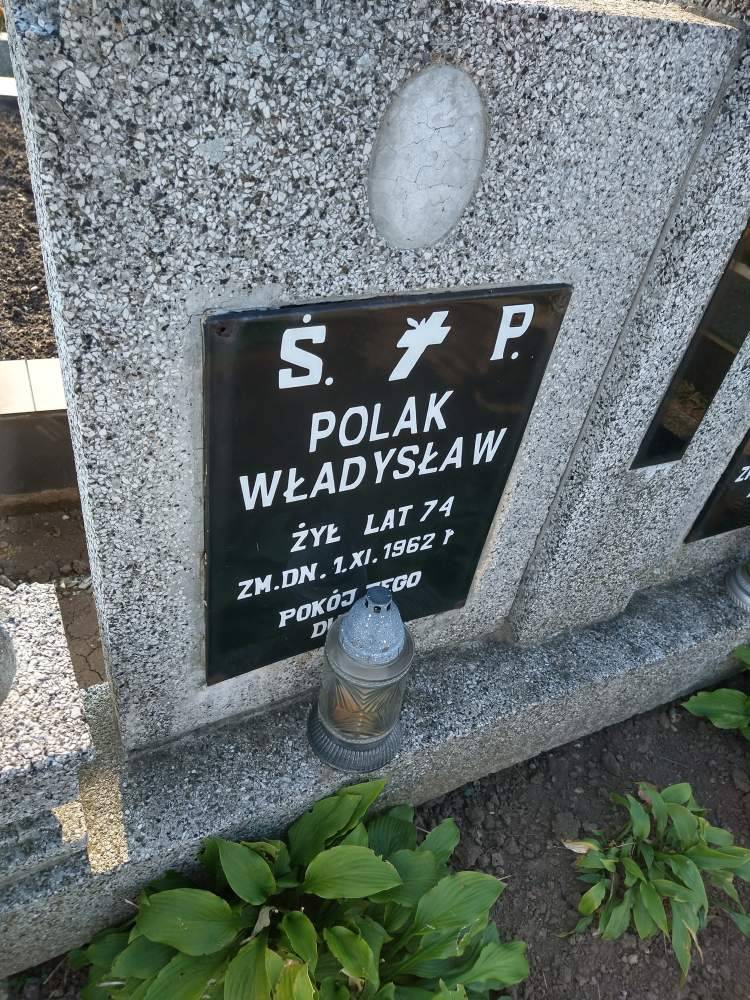 Ś. P.
POLAK
WŁADYSŁAW
ŻYŁ LAT 74
ZM.DN.1.XI.1962 r
POKÓJ